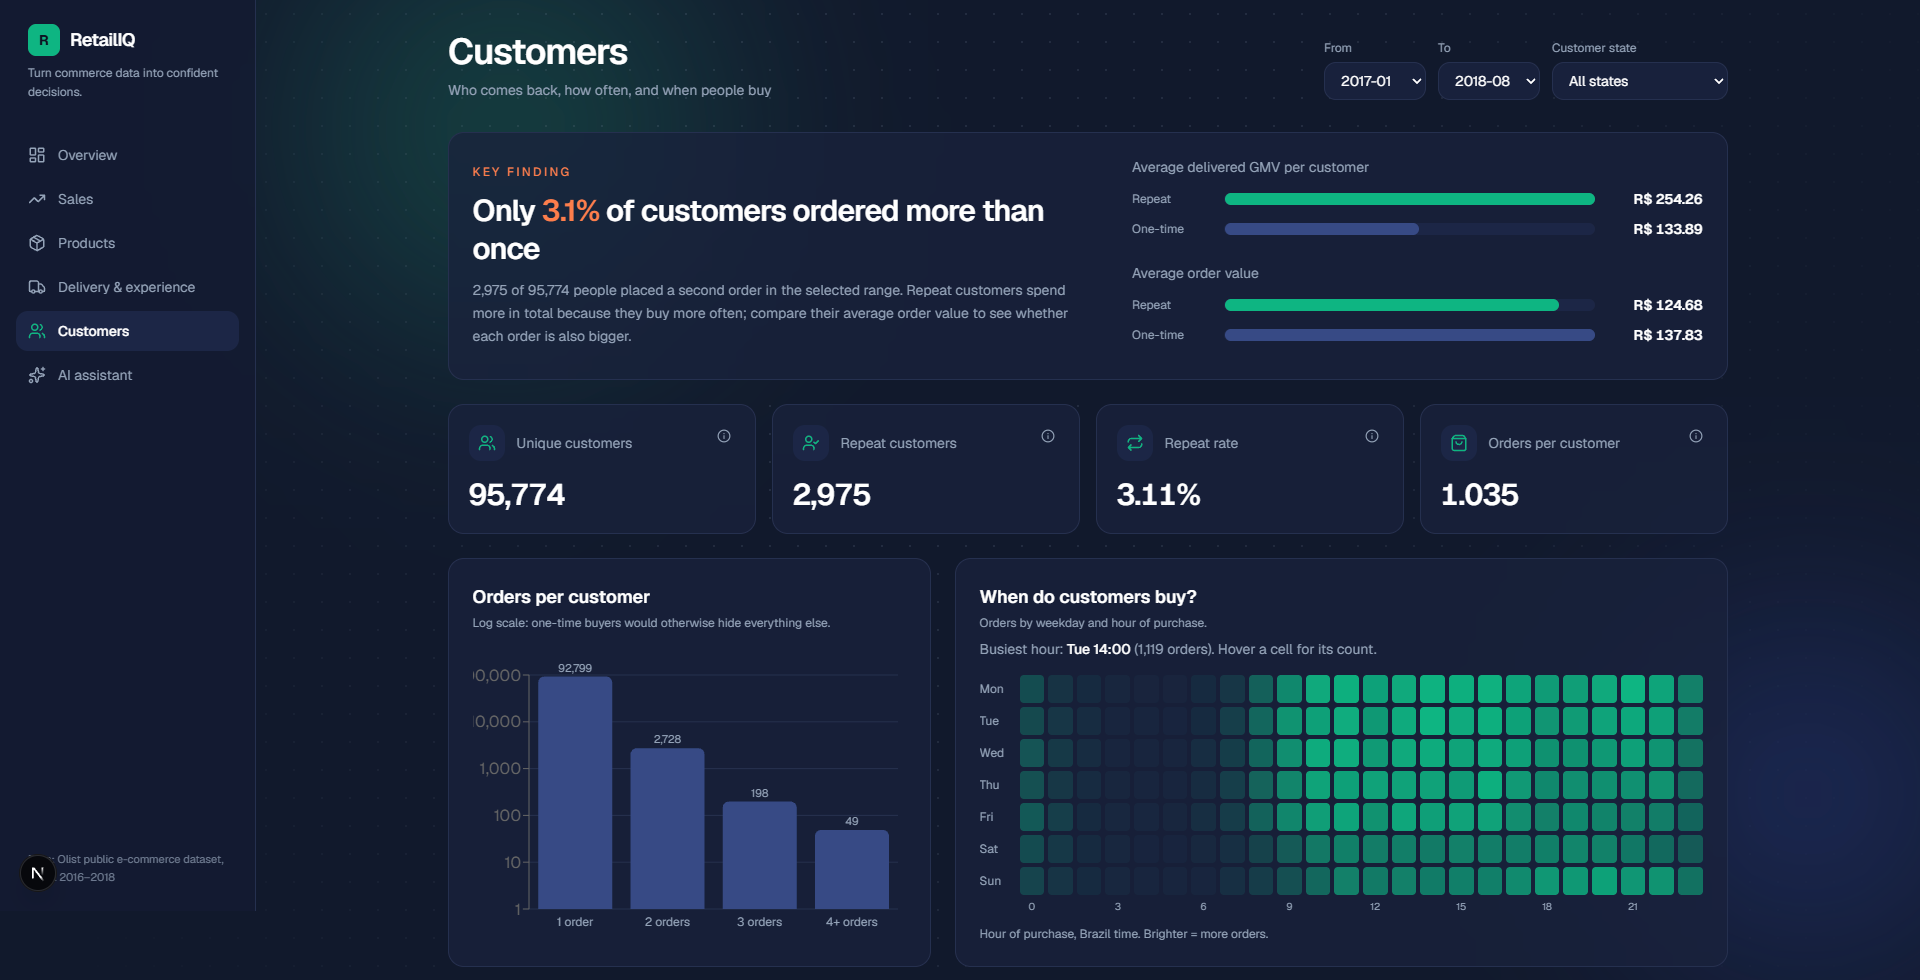 R RetailIQ
Turn commerce data into confident
decisions.
Overview
Sales
Products
Delivery & experience
Customers
AI assistant
Olist public e-commerce dataset,
2016–2018
N
Customers
Who comes back, how often, and when people buy
From To Customer state
2017-01 2018-08 All states
KEY FINDING
Only 3.1% of customers ordered more than
once
2,975 of 95,774 people placed a second order in the selected range. Repeat customers spend
more in total because they buy more often; compare their average order value to see whether
each order is also bigger.
Average delivered GMV per customer
Repeat R$ 254.26
One-time R$ 133.89
Average order value
Repeat R$ 124.68
One-time R$ 137.83
Unique customers
95,774
Repeat customers
2,975
Repeat rate
3.11%
Orders per customer
1.035
Orders per customer
Log scale: one-time buyers would otherwise hide everything else.
92,799
0,000
0,000
2,728
1,000
198
100
49
10
1
1 order 2 orders 3 orders 4+ orders
When do customers buy?
Orders by weekday and hour of purchase.
Busiest hour: Tue 14:00 (1,119 orders). Hover a cell for its count.
Mon
Tue
Wed
Thu
Fri
Sat
Sun
0 3 6 9 12 15 18 21
Hour of purchase, Brazil time. Brighter = more orders.